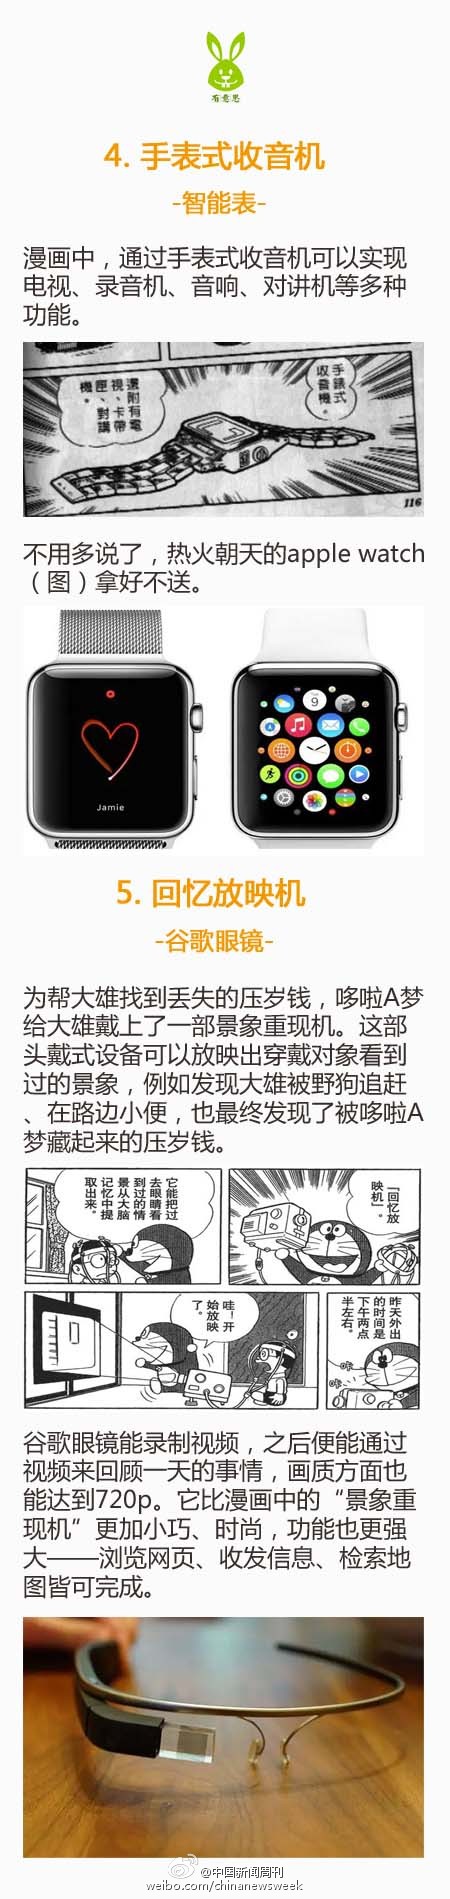 有意思
4. 手表式收音机
-智能表-
漫画中，通过手表式收音机可以实现
电视、录音机、音响、对讲机等多种
功能。
手錶式
收音機。
還附有電
視、卡帶
匣、對講
機。
116
不用多说了，热火朝天的apple watch
（图）拿好不送。
Jamie
9
5. 回忆放映机
-谷歌眼镜-
为帮大雄找到丢失的压岁钱，哆啦A梦
给大雄戴上了一部景象重现机。这部
头戴式设备可以放映出穿戴对象看到
过的景象，例如发现大雄被野狗追赶
、在路边小便，也最终发现了被哆啦A
梦藏起来的压岁钱。
「回忆放
映机」。
它能把过
去眼睛看
到过的情
景从大脑
记忆中提
取出来。
昨天外出
的时间是
下午两点
半左右。
咔
咔
哇！开
始放映
了。
谷歌眼镜能录制视频，之后便能通过
视频来回顾一天的事情，画质方面也
能达到720p。它比漫画中的“景象重
现机”更加小巧、时尚，功能也更强
大——浏览网页、收发信息、检索地
图皆可完成。
@中国新闻周刊
weibo.com/chinanewsweek